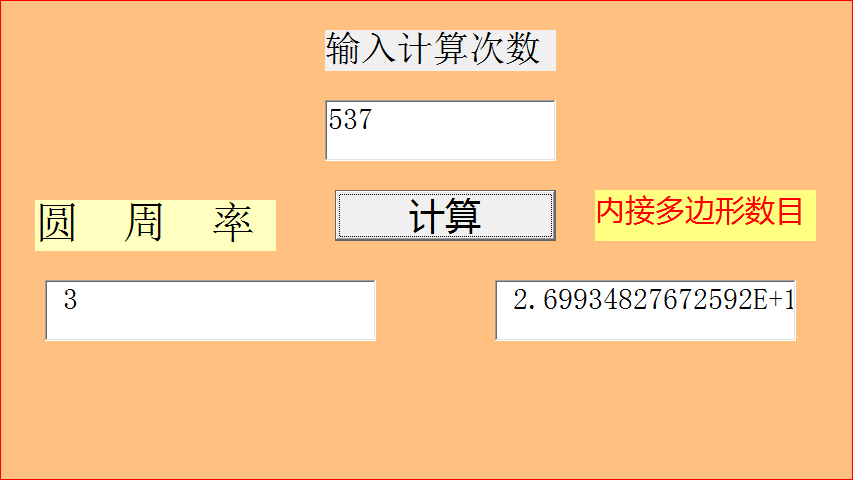 输入计算次数
537
圆 周 率
计算
内接多边形数目
3
2.69934827672592E+1